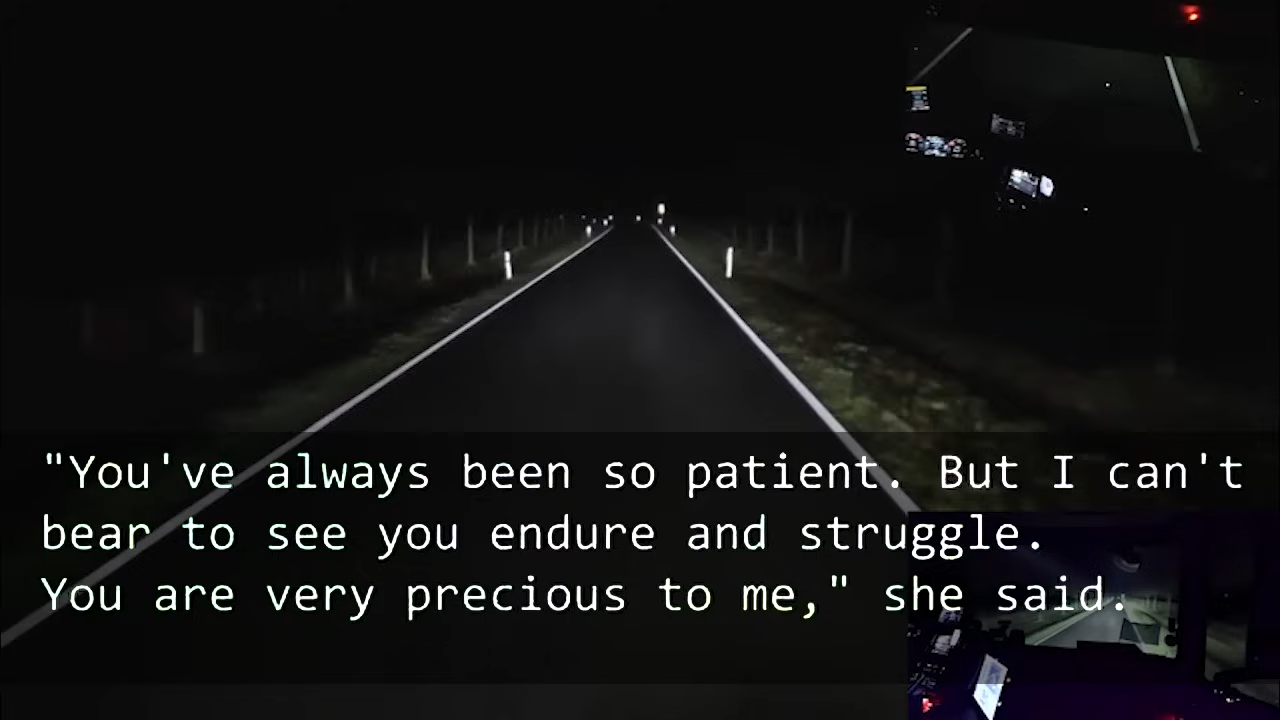 "You've always been so patient. But I can't
bear to see you endure and struggle.
You are very precious to me," she said.